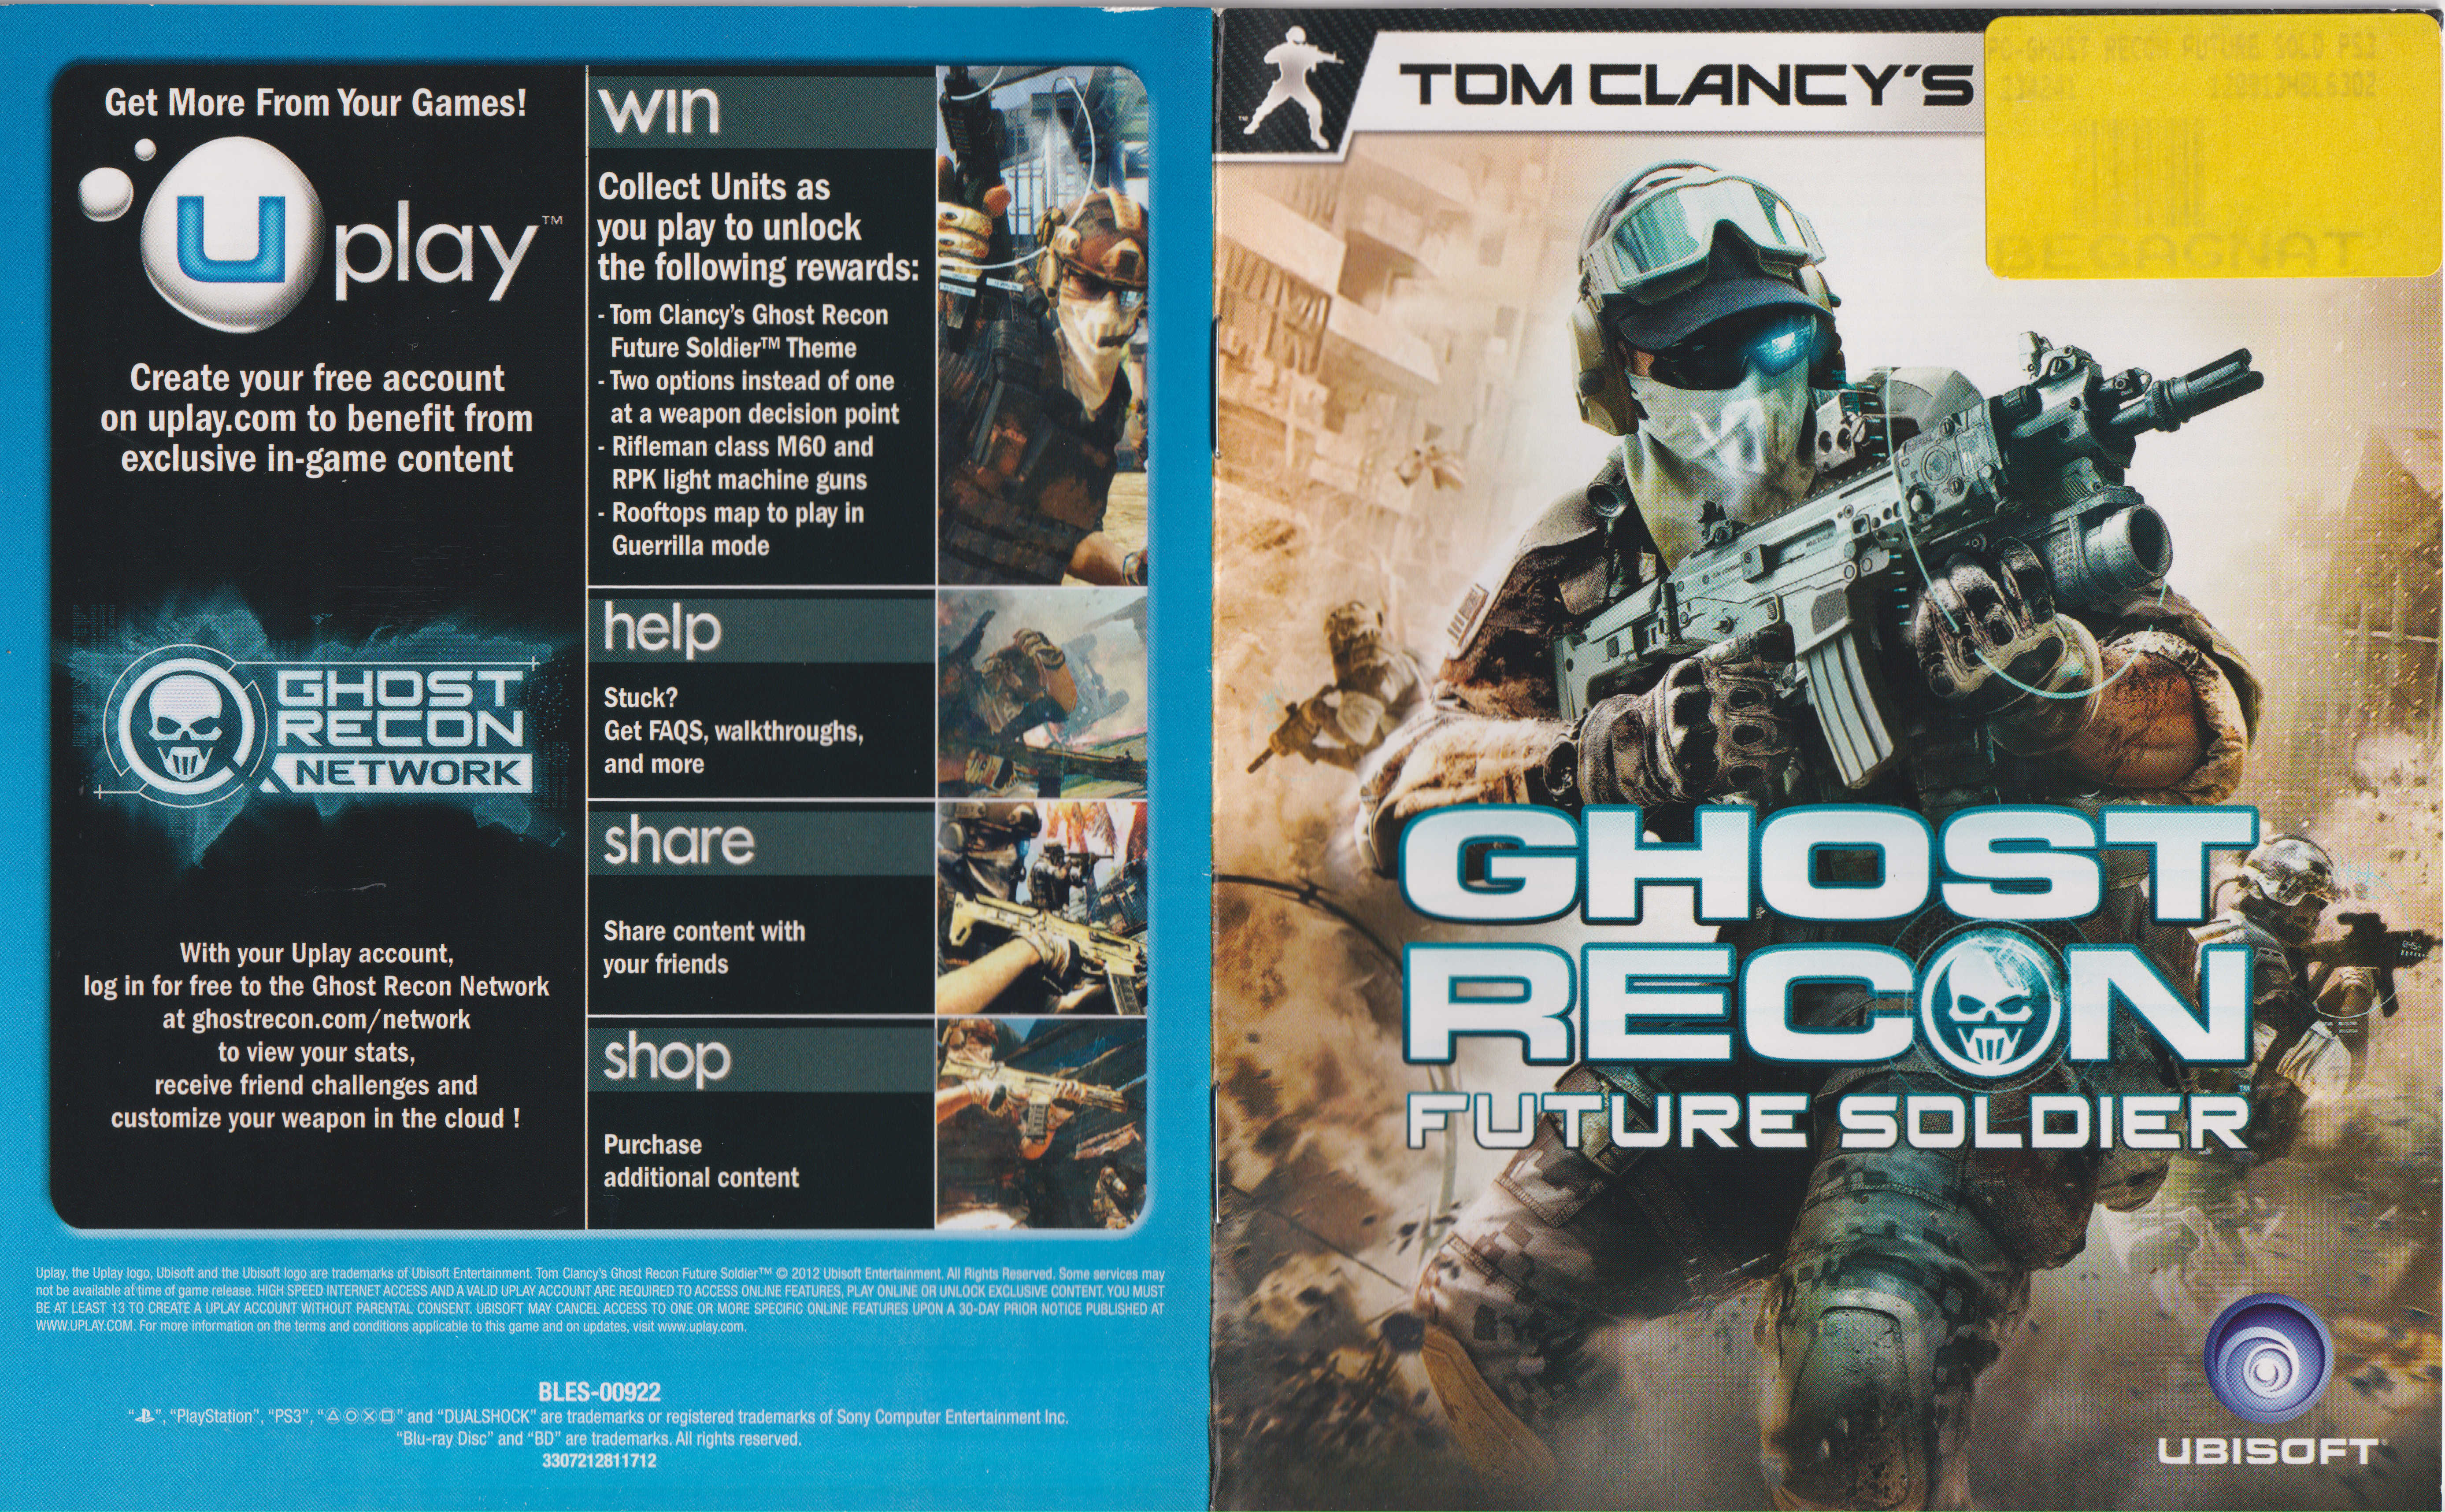 Get More From Your Games!
U play™
Create your free account
on uplay.com to benefit from
exclusive in-game content
GHOST
RECON
NETWORK
With your Uplay account,
log in for free to the Ghost Recon Network
at ghostrecon.com/network
to view your stats,
receive friend challenges and
customize your weapon in the cloud !
win
Collect Units as
you play to unlock
the following rewards:
- Tom Clancy's Ghost Recon
Future Soldier™ Theme
- Two options instead of one
at a weapon decision point
- Rifleman class M60 and
RPK light machine guns
- Rooftops map to play in
Guerrilla mode
help
Stuck?
Get FAQS, walkthroughs,
and more
share
Share content with
your friends
shop
Purchase
additional content
Uplay, the Uplay logo, Ubisoft and the Ubisoft logo are trademarks of Ubisoft Entertainment. Tom Clancy's Ghost Recon Future Soldier™ © 2012 Ubisoft Entertainment. All Rights Reserved. Some services may
not be available at time of game release. HIGH SPEED INTERNET ACCESS AND A VALID UPLAY ACCOUNT ARE REQUIRED TO ACCESS ONLINE FEATURES, PLAY ONLINE OR UNLOCK EXCLUSIVE CONTENT. YOU MUST
BE AT LEAST 13 TO CREATE A UPLAY ACCOUNT WITHOUT PARENTAL CONSENT. UBISOFT MAY CANCEL ACCESS TO ONE OR MORE SPECIFIC ONLINE FEATURES UPON A 30-DAY PRIOR NOTICE PUBLISHED AT
WWW.UPLAY.COM. For more information on the terms and conditions applicable to this game and on updates, visit www.uplay.com.
BLES-00922
" ", "PlayStation", "PS3", "△○✕□" and "DUALSHOCK" are trademarks or registered trademarks of Sony Computer Entertainment Inc.
"Blu-ray Disc" and "BD" are trademarks. All rights reserved.
3307212811712
TOM CLANCY'S
BEGAGNAT
GHOST
RECON
FUTURE SOLDIER™
UBISOFT®